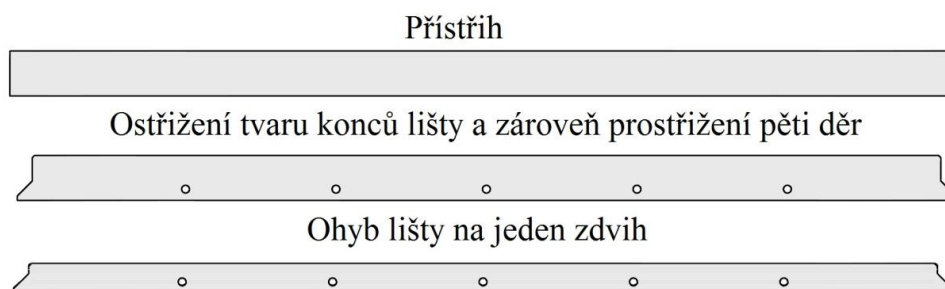 Přístřih
Ostřižení tvaru konců lišty a zároveň prostřižení pěti děr
Ohyb lišty na jeden zdvih